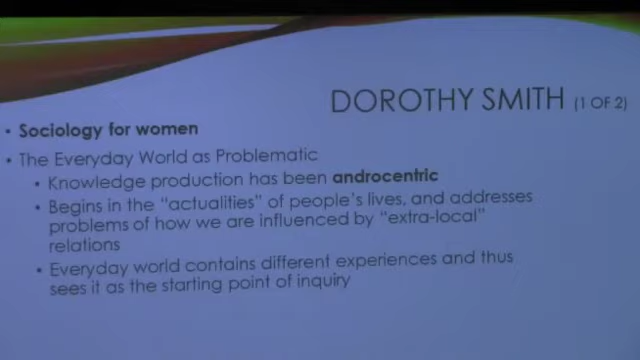 DOROTHY SMITH (1 OF 2)
• Sociology for women
• The Everyday World as Problematic
• Knowledge production has been androcentric
• Begins in the “actualities” of people’s lives, and addresses
problems of how we are influenced by “extra-local”
relations
• Everyday world contains different experiences and thus
sees it as the starting point of inquiry